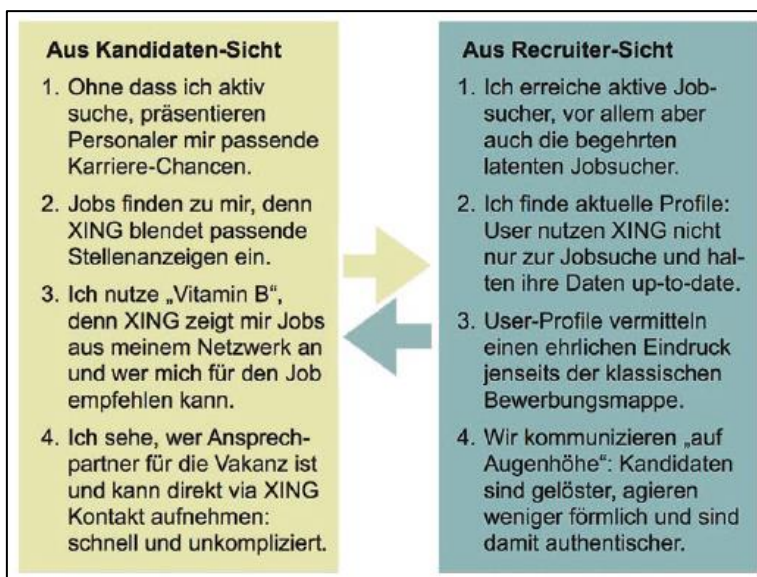 Aus Kandidaten-Sicht
1. Ohne dass ich aktiv
suche, präsentieren
Personaler mir passende
Karriere-Chancen.
2. Jobs finden zu mir, denn
XING blendet passende
Stellenanzeigen ein.
3. Ich nutze „Vitamin B“,
denn XING zeigt mir Jobs
aus meinem Netzwerk an
und wer mich für den Job
empfehlen kann.
4. Ich sehe, wer Ansprech-
partner für die Vakanz ist
und kann direkt via XING
Kontakt aufnehmen:
schnell und unkompliziert.
Aus Recruiter-Sicht
1. Ich erreiche aktive Job-
sucher, vor allem aber
auch die begehrten
latenten Jobsucher.
2. Ich finde aktuelle Profile:
User nutzen XING nicht
nur zur Jobsuche und hal-
ten ihre Daten up-to-date.
3. User-Profile vermitteln
einen ehrlichen Eindruck
jenseits der klassischen
Bewerbungsmappe.
4. Wir kommunizieren „auf
Augenhöhe“: Kandidaten
sind gelöster, agieren
weniger förmlich und sind
damit authentischer.